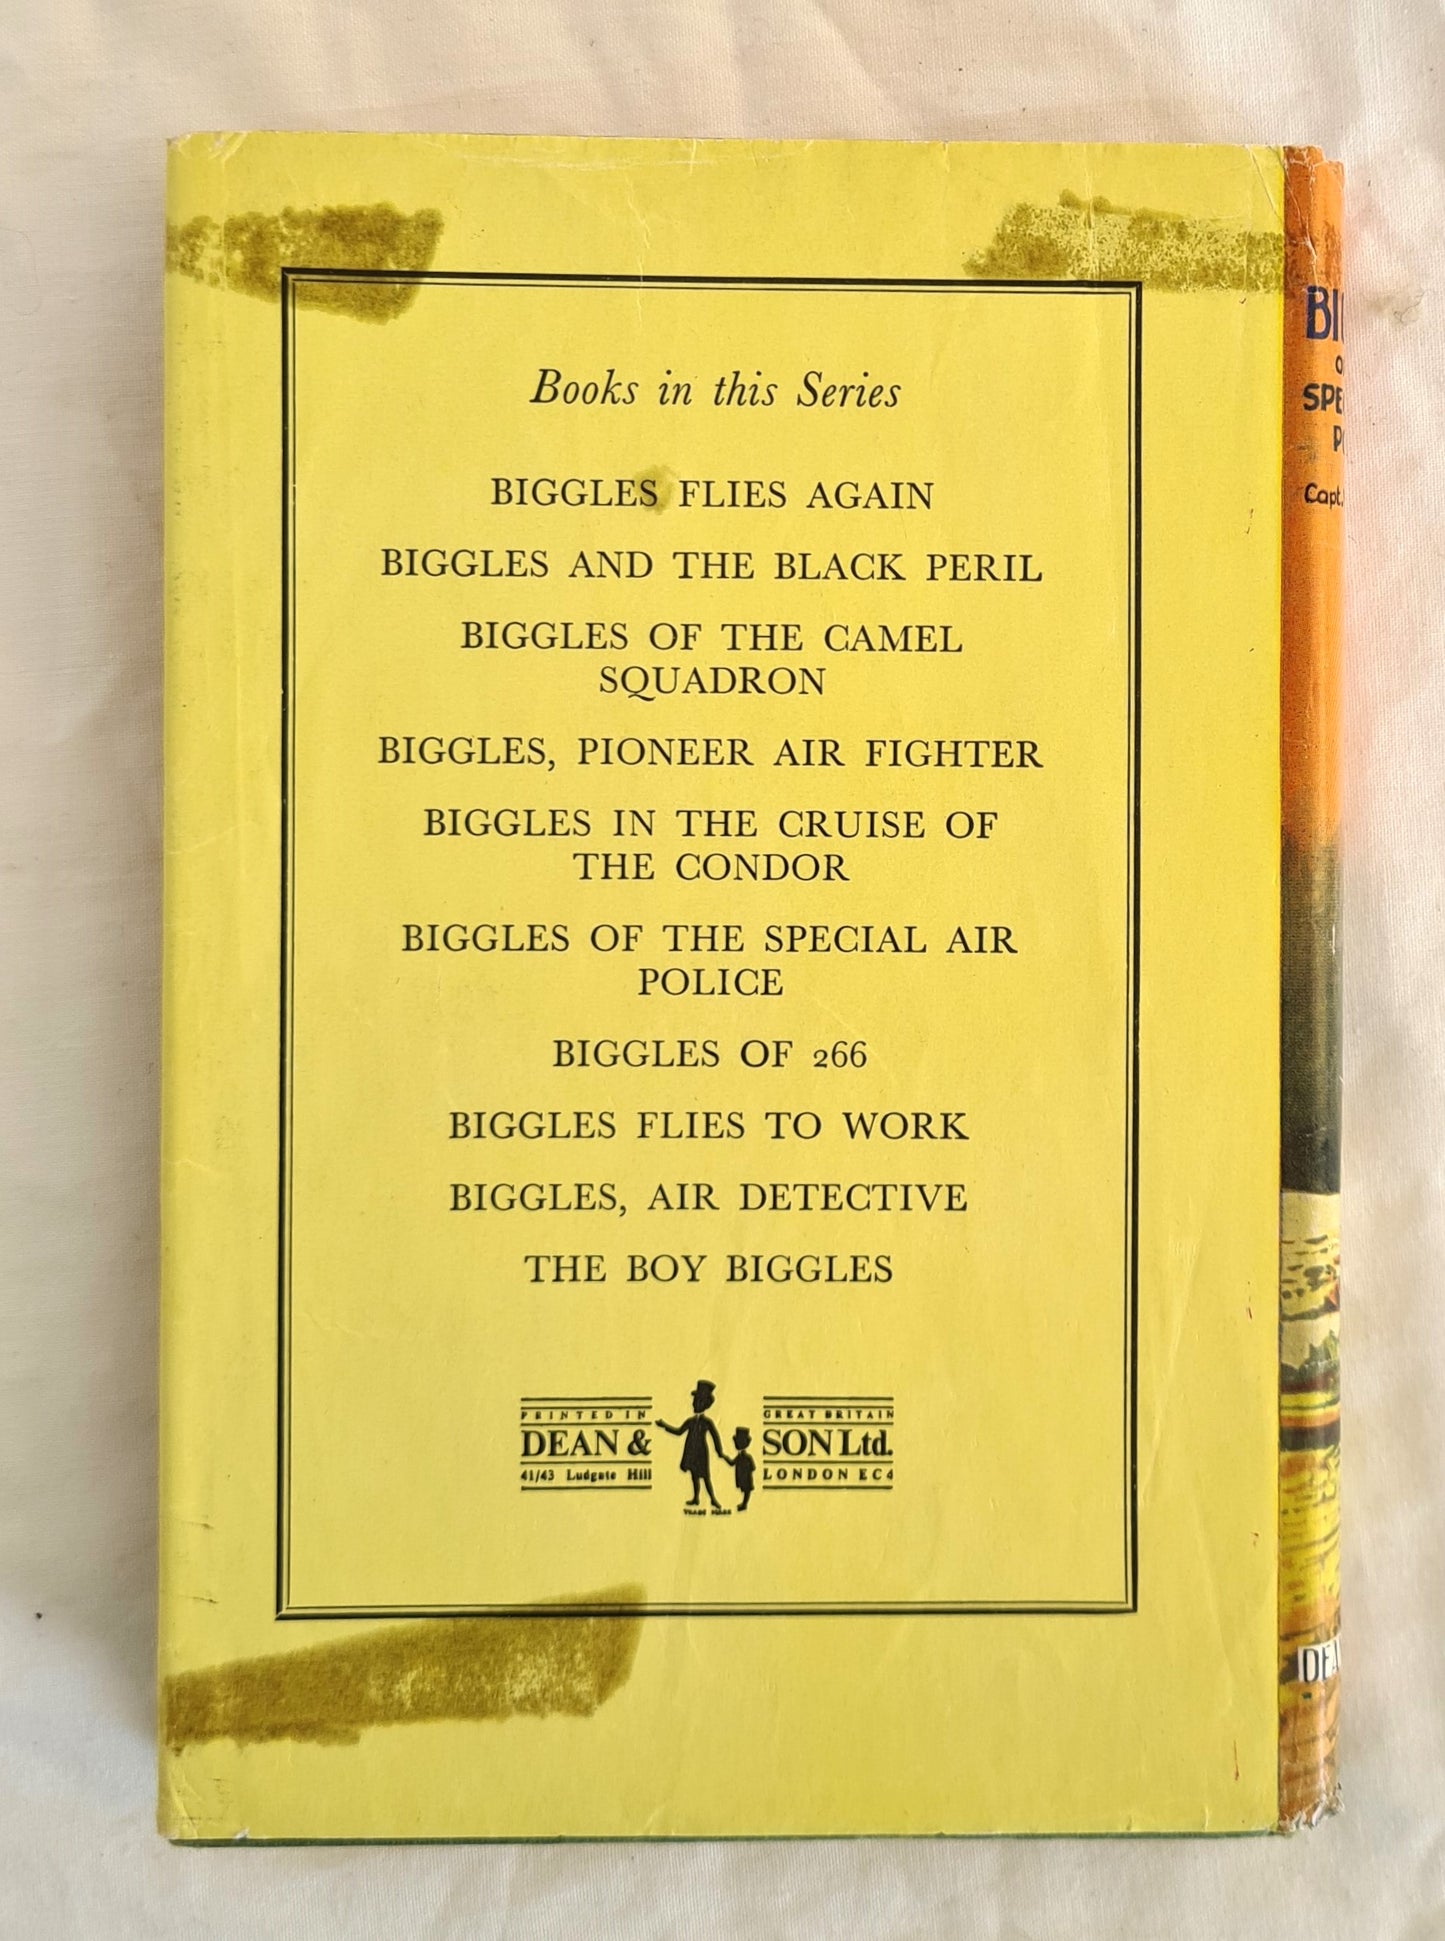 Books in this Series
BIGGLES FLIES AGAIN
BIGGLES AND THE BLACK PERIL
BIGGLES OF THE CAMEL
SQUADRON
BIGGLES, PIONEER AIR FIGHTER
BIGGLES IN THE CRUISE OF
THE CONDOR
BIGGLES OF THE SPECIAL AIR
POLICE
BIGGLES OF 266
BIGGLES FLIES TO WORK
BIGGLES, AIR DETECTIVE
THE BOY BIGGLES
PRINTED IN GREAT BRITAIN
DEAN & SON Ltd.
41/43 Ludgate Hill LONDON EC4
TRADE MARK
Capt.